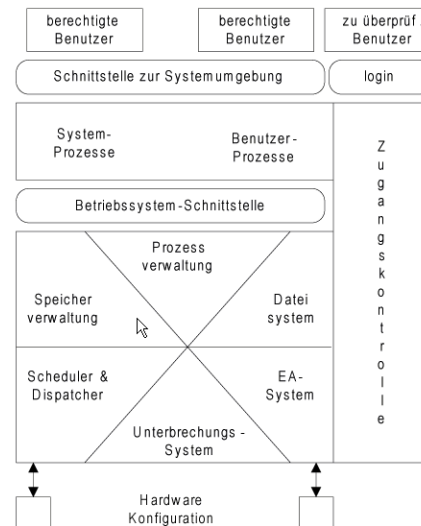 berechtigte
Benutzer
berechtigte
Benutzer
zu überprüf.
Benutzer
Schnittstelle zur Systemumgebung
login
System-
Prozesse
Benutzer-
Prozesse
Zugangskontrolle
Betriebssystem-Schnittstelle
Prozess
verwaltung
Speicher
verwaltung
Datei
system
Scheduler &
Dispatcher
EA-
System
Unterbrechungs-
System
Hardware
Konfiguration